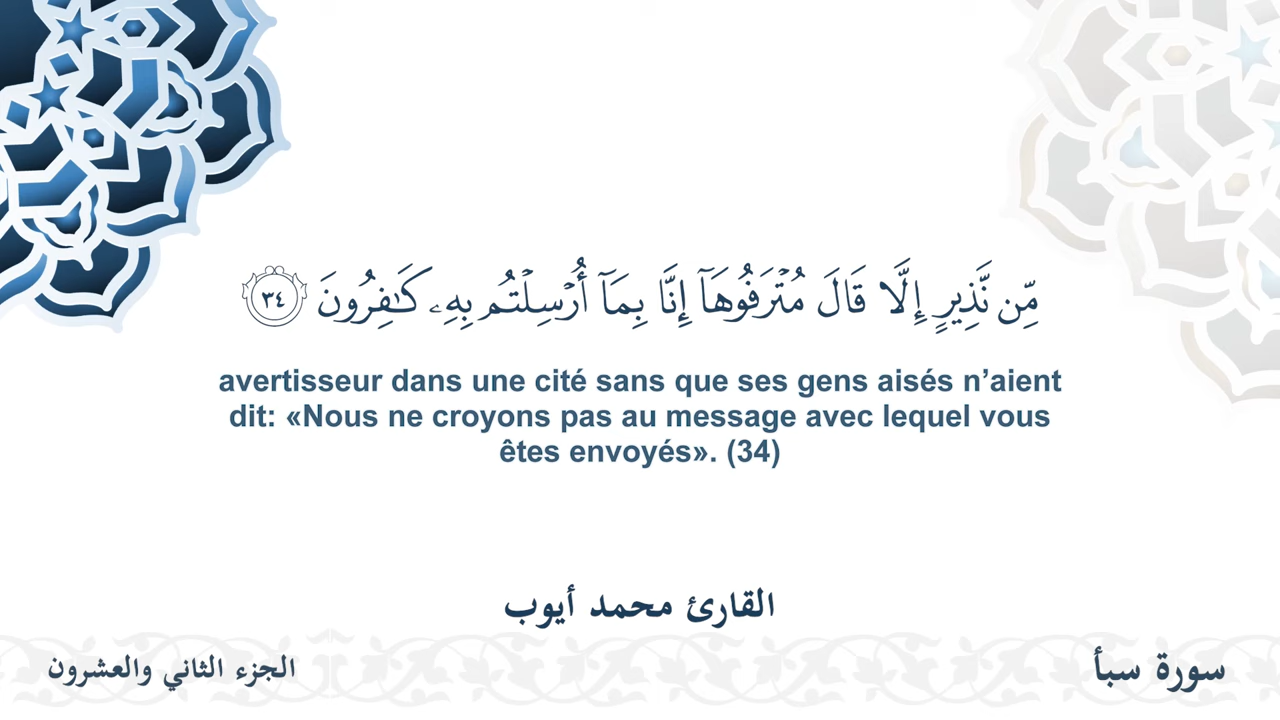 مِّن نَّذِيرٍ إِلَّا قَالَ مُتۡرَفُوهَآ إِنَّا بِمَآ أُرۡسِلۡتُم بِهِۦ كَٰفِرُونَ ٣٤
avertisseur dans une cité sans que ses gens aisés n’aient
dit: «Nous ne croyons pas au message avec lequel vous
êtes envoyés». (34)
القارئ محمد أيوب
سورة سبأ
الجزء الثاني والعشرون